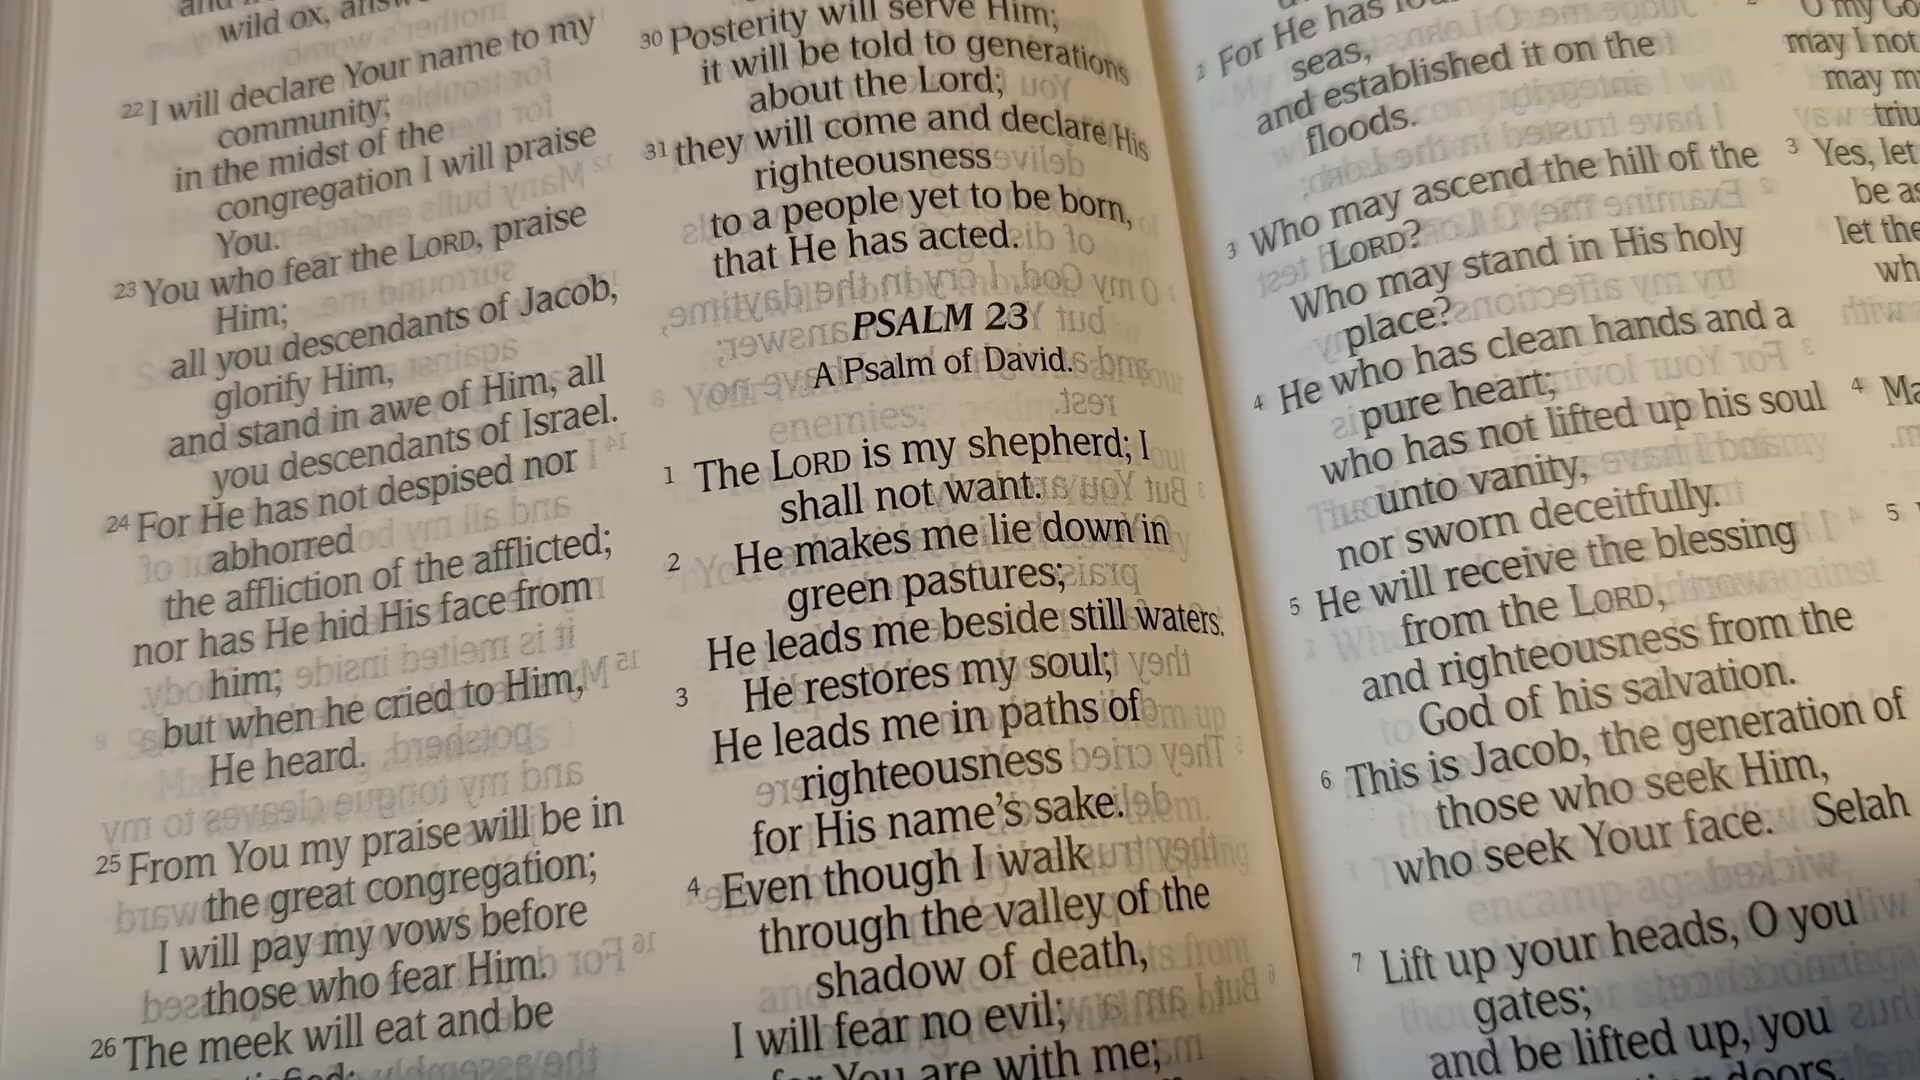 wild ox,
22 I will declare Your name to my
community;
in the midst of the
congregation I will praise
You.
23 You who fear the LORD, praise
Him;
all you descendants of Jacob,
glorify Him,
and stand in awe of Him, all
you descendants of Israel.
24 For He has not despised nor
abhorred
the affliction of the afflicted;
nor has He hid His face from
him;
but when he cried to Him,
He heard.
25 From You my praise will be in
the great congregation;
I will pay my vows before
those who fear Him.
26 The meek will eat and be
30 Posterity will serve Him;
it will be told to generations
about the Lord;
31 they will come and declare His
righteousness
to a people yet to be born,
that He has acted.
PSALM 23
A Psalm of David.
1 The LORD is my shepherd; I
shall not want.
2 He makes me lie down in
green pastures;
He leads me beside still waters.
3 He restores my soul;
He leads me in paths of
righteousness
for His name's sake.
4 Even though I walk
through the valley of the
shadow of death,
I will fear no evil;
for You are with me;
2 For He has
seas,
and established it on the
floods.
3 Who may ascend the hill of the
LORD?
Who may stand in His holy
place?
4 He who has clean hands and a
pure heart;
who has not lifted up his soul
unto vanity,
nor sworn deceitfully.
5 He will receive the blessing
from the LORD,
and righteousness from the
God of his salvation.
6 This is Jacob, the generation of
those who seek Him,
who seek Your face. Selah
7 Lift up your heads, O you
gates;
and be lifted up, you
doors,
O my
may I not
may
3 Yes, let
be
let the
4
5